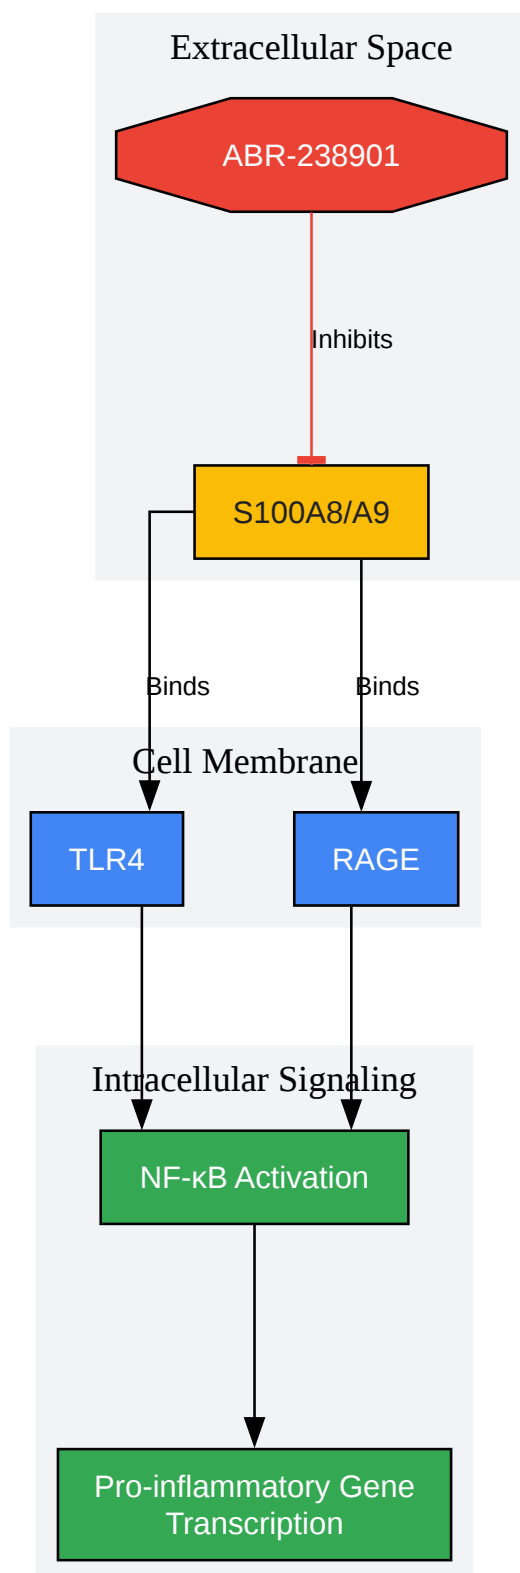 Extracellular Space
ABR-238901
Inhibits
S100A8/A9
Binds
Binds
Cell Membrane
TLR4
RAGE
Intracellular Signaling
NF-κB Activation
Pro-inflammatory Gene
Transcription